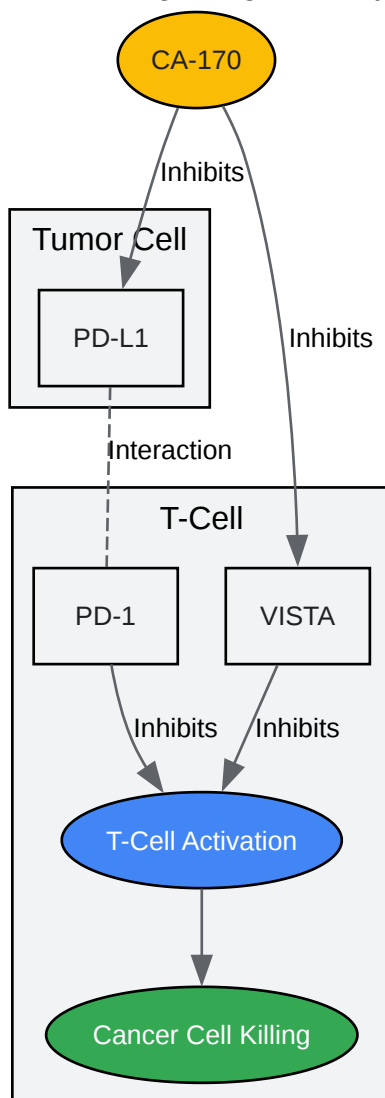 CA-170
Inhibits
Tumor Cell
PD-L1
Inhibits
Interaction
T-Cell
PD-1
VISTA
Inhibits
Inhibits
T-Cell Activation
Cancer Cell Killing